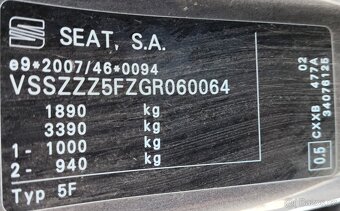 SEAT, S.A.
e9*2007/46*0094
VSSZZZ5FZGR060064
1890 kg
3390 kg
1- 1000 kg
2- 940 kg
Typ 5F
0.5 CXXB 477A 02
34076125